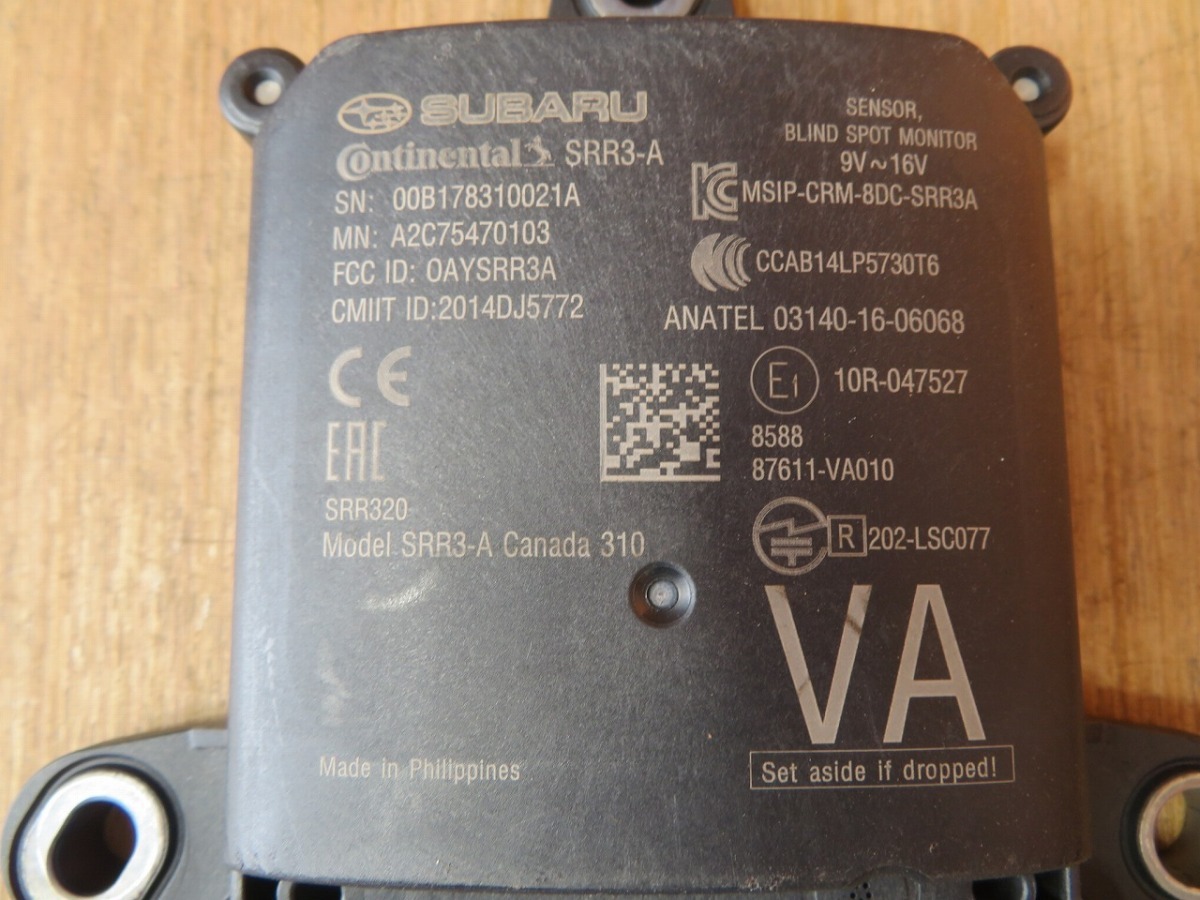 SUBARU
Continental SRR3-A
SN: 00B178310021A
MN: A2C75470103
FCC ID: OAYSRR3A
CMIIT ID:2014DJ5772
CE
EAC
SRR320
Model SRR3-A Canada 310
Made in Philippines
SENSOR,
BLIND SPOT MONITOR
9V~16V
KC MSIP-CRM-8DC-SRR3A
CCAB14LP5730T6
ANATEL 03140-16-06068
E1 10R-047527
8588
87611-VA010
R 202-LSC077
VA
Set aside if dropped!